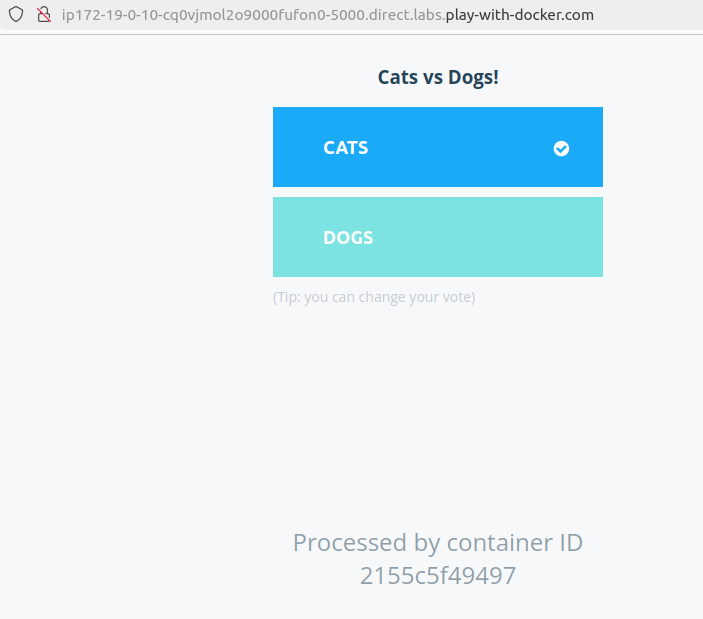 ip172-19-0-10-cq0vjmol2o9000fufon0-5000.direct.labs.play-with-docker.com
Cats vs Dogs!
CATS
DOGS
(Tip: you can change your vote)
Processed by container ID
2155c5f49497